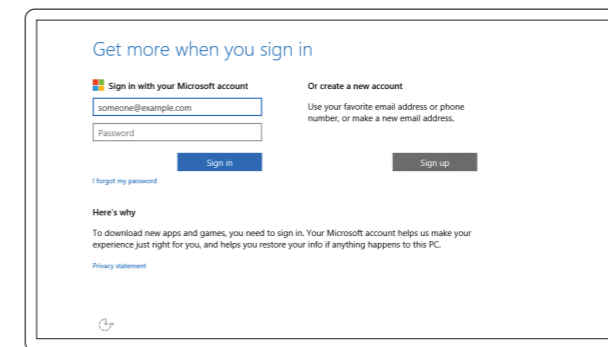 Get more when you sign in
Sign in with your Microsoft account
someone@example.com
Password
Sign in
I forgot my password
Or create a new account
Use your favorite email address or phone
number, or make a new email address.
Sign up
Here's why
To download new apps and games, you need to sign in. Your Microsoft account helps us make your
experience just right for you, and helps you restore your info if anything happens to this PC.
Privacy statement